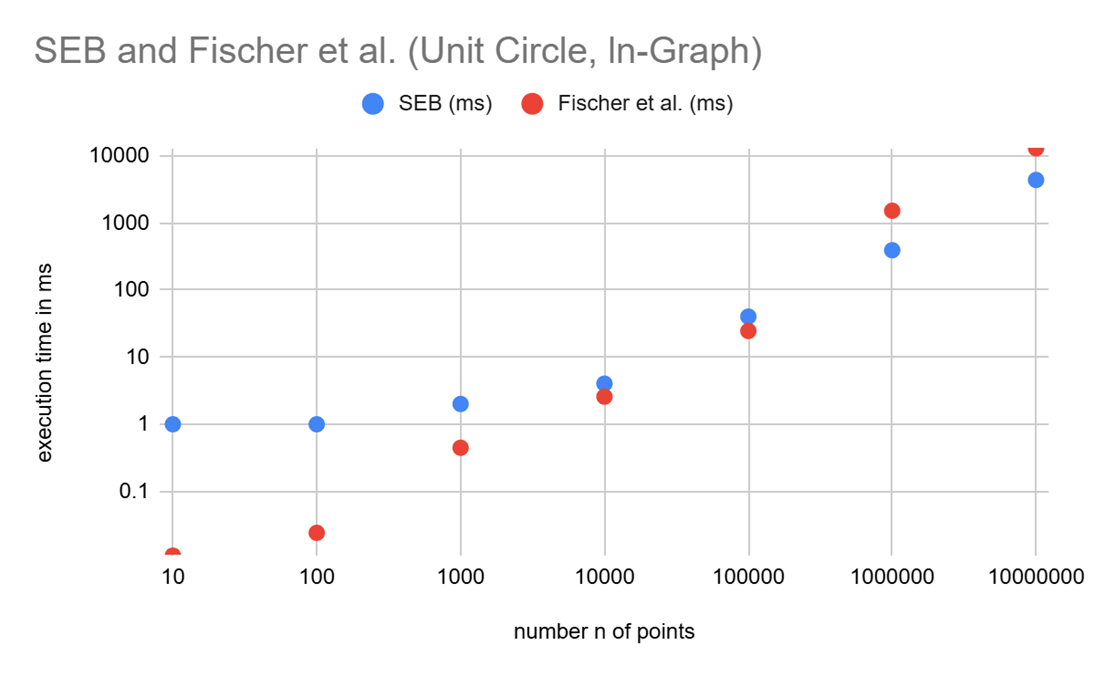 SEB and Fischer et al. (Unit Circle, ln-Graph)
SEB (ms) Fischer et al. (ms)
10000
1000
100
10
1
0.1
execution time in ms
10 100 1000 10000 100000 1000000 10000000
number n of points